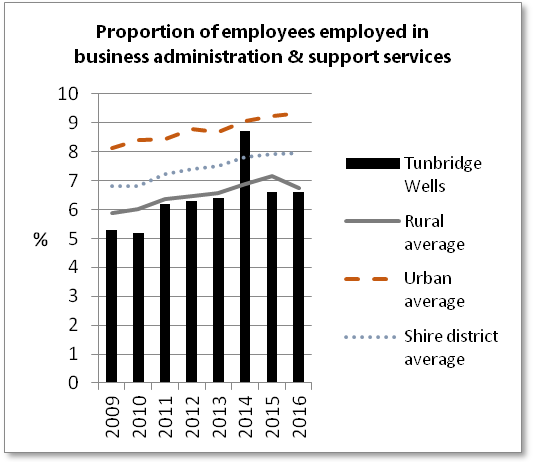 Proportion of employees employed in
business administration & support services
10
9
8
7
6
5
4
3
2
1
0
%
2009
2010
2011
2012
2013
2014
2015
2016
Tunbridge
Wells
Rural
average
Urban
average
Shire district
average